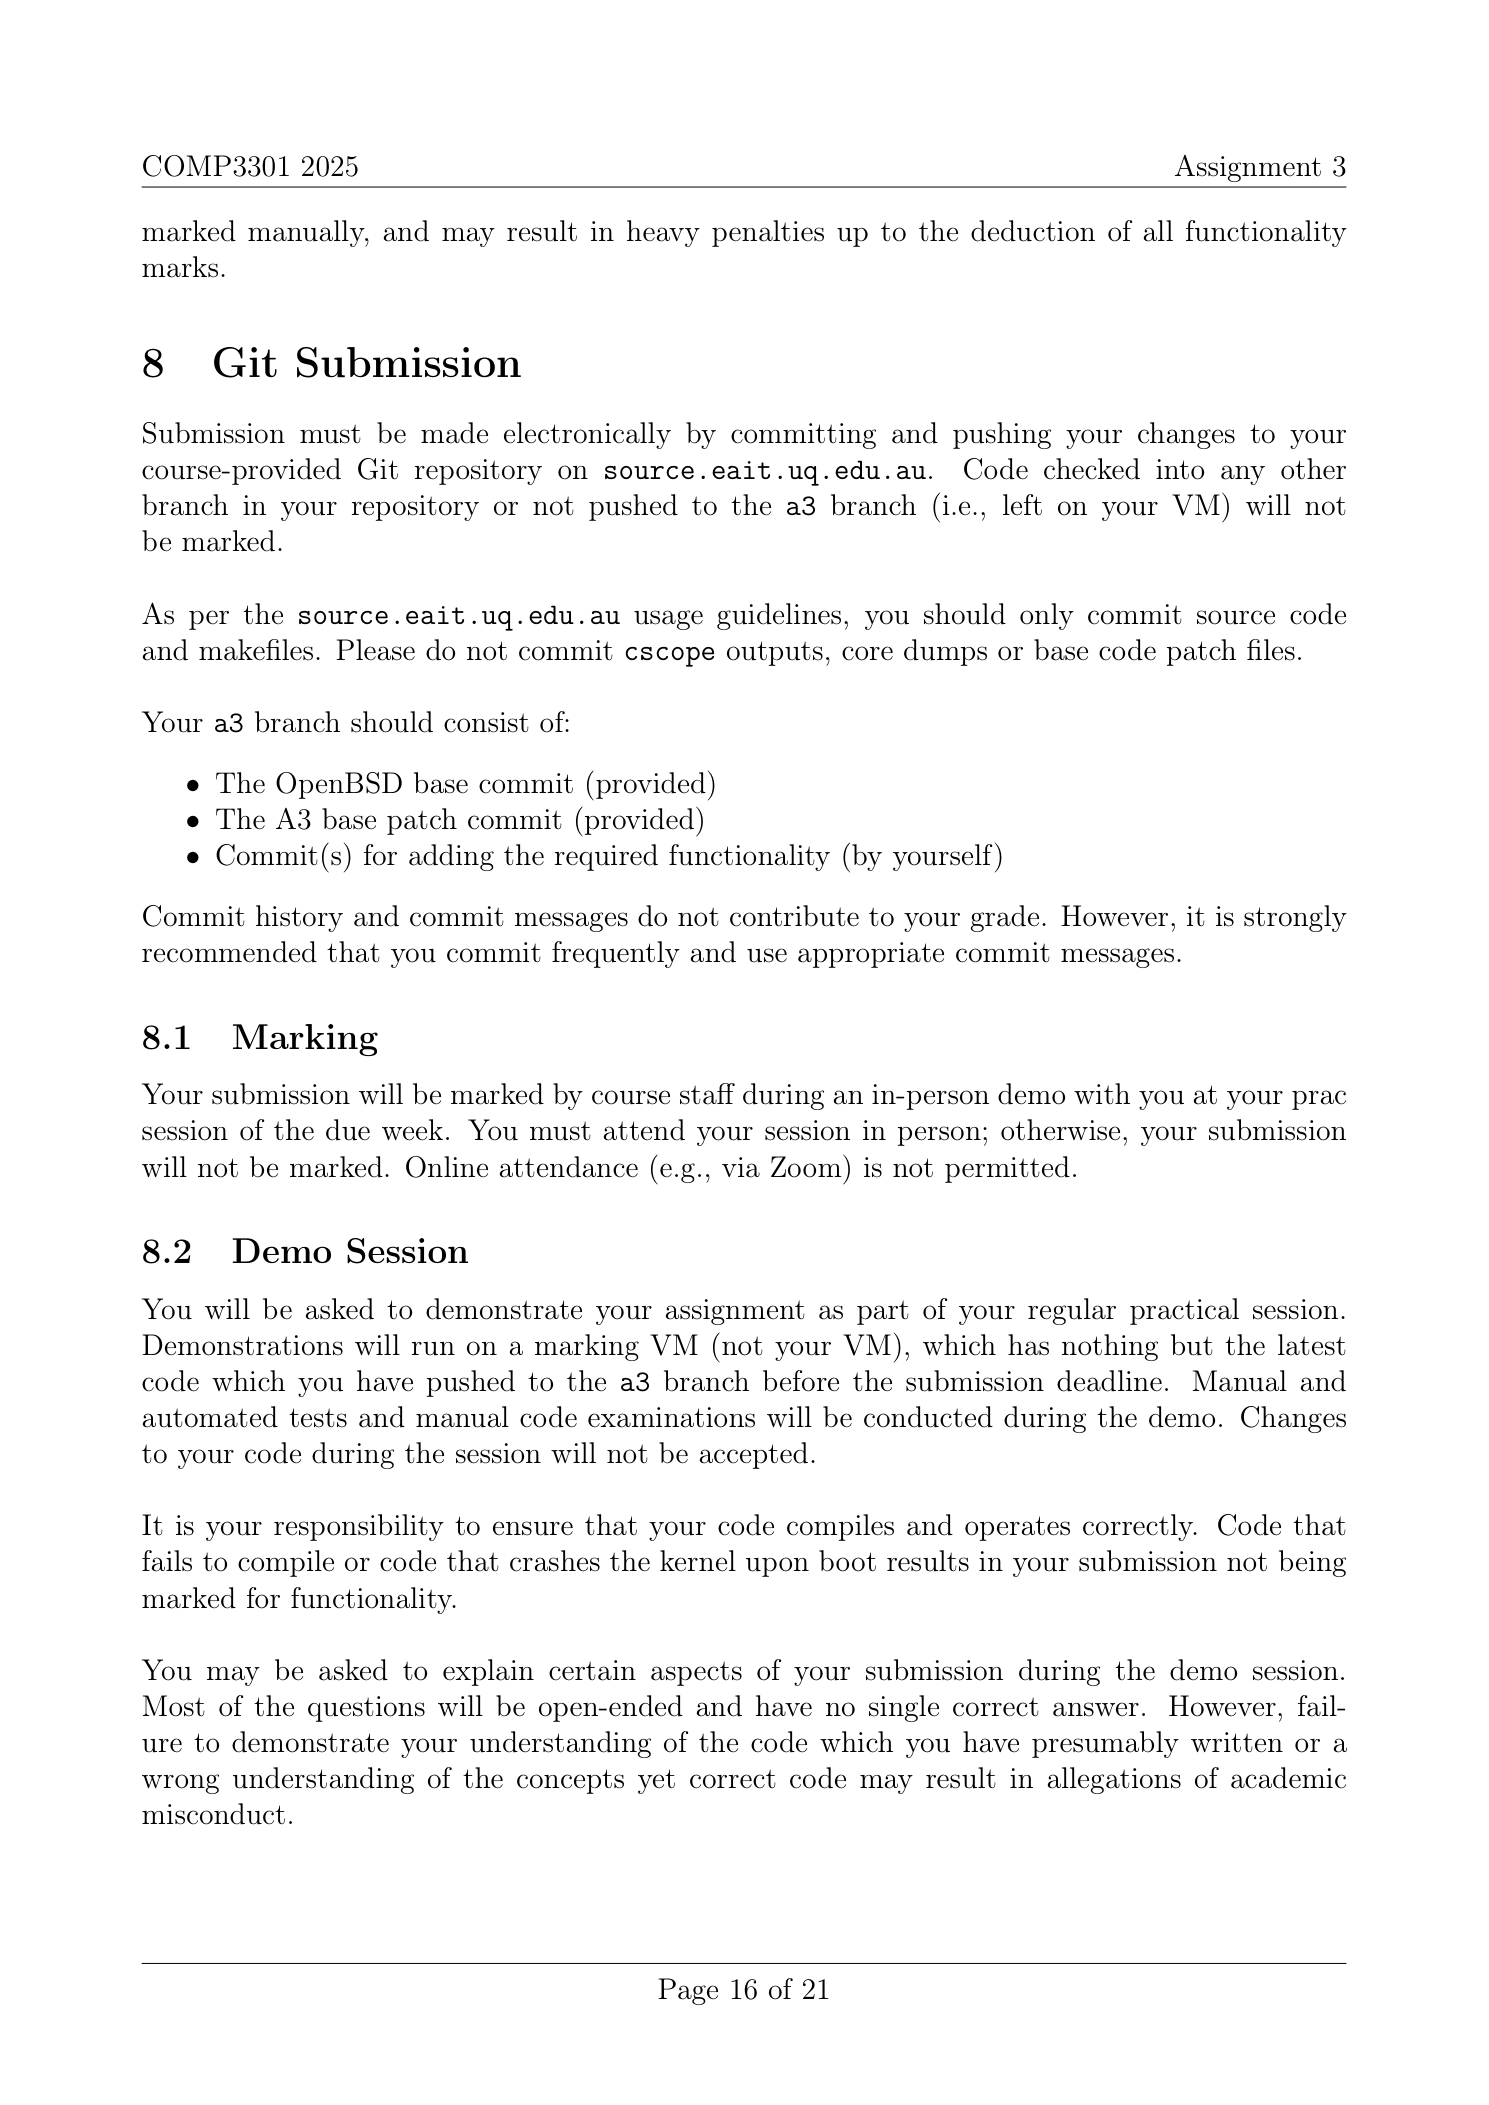 COMP3301 2025 Assignment 3
marked manually, and may result in heavy penalties up to the deduction of all functionality
marks.
8 Git Submission
Submission must be made electronically by committing and pushing your changes to your
course-provided Git repository on source.eait.uq.edu.au. Code checked into any other
branch in your repository or not pushed to the a3 branch (i.e., left on your VM) will not
be marked.
As per the source.eait.uq.edu.au usage guidelines, you should only commit source code
and makefiles. Please do not commit cscope outputs, core dumps or base code patch files.
Your a3 branch should consist of:
• The OpenBSD base commit (provided)
• The A3 base patch commit (provided)
• Commit(s) for adding the required functionality (by yourself)
Commit history and commit messages do not contribute to your grade. However, it is strongly
recommended that you commit frequently and use appropriate commit messages.
8.1 Marking
Your submission will be marked by course staff during an in-person demo with you at your prac
session of the due week. You must attend your session in person; otherwise, your submission
will not be marked. Online attendance (e.g., via Zoom) is not permitted.
8.2 Demo Session
You will be asked to demonstrate your assignment as part of your regular practical session.
Demonstrations will run on a marking VM (not your VM), which has nothing but the latest
code which you have pushed to the a3 branch before the submission deadline. Manual and
automated tests and manual code examinations will be conducted during the demo. Changes
to your code during the session will not be accepted.
It is your responsibility to ensure that your code compiles and operates correctly. Code that
fails to compile or code that crashes the kernel upon boot results in your submission not being
marked for functionality.
You may be asked to explain certain aspects of your submission during the demo session.
Most of the questions will be open-ended and have no single correct answer. However, fail-
ure to demonstrate your understanding of the code which you have presumably written or a
wrong understanding of the concepts yet correct code may result in allegations of academic
misconduct.
Page 16 of 21